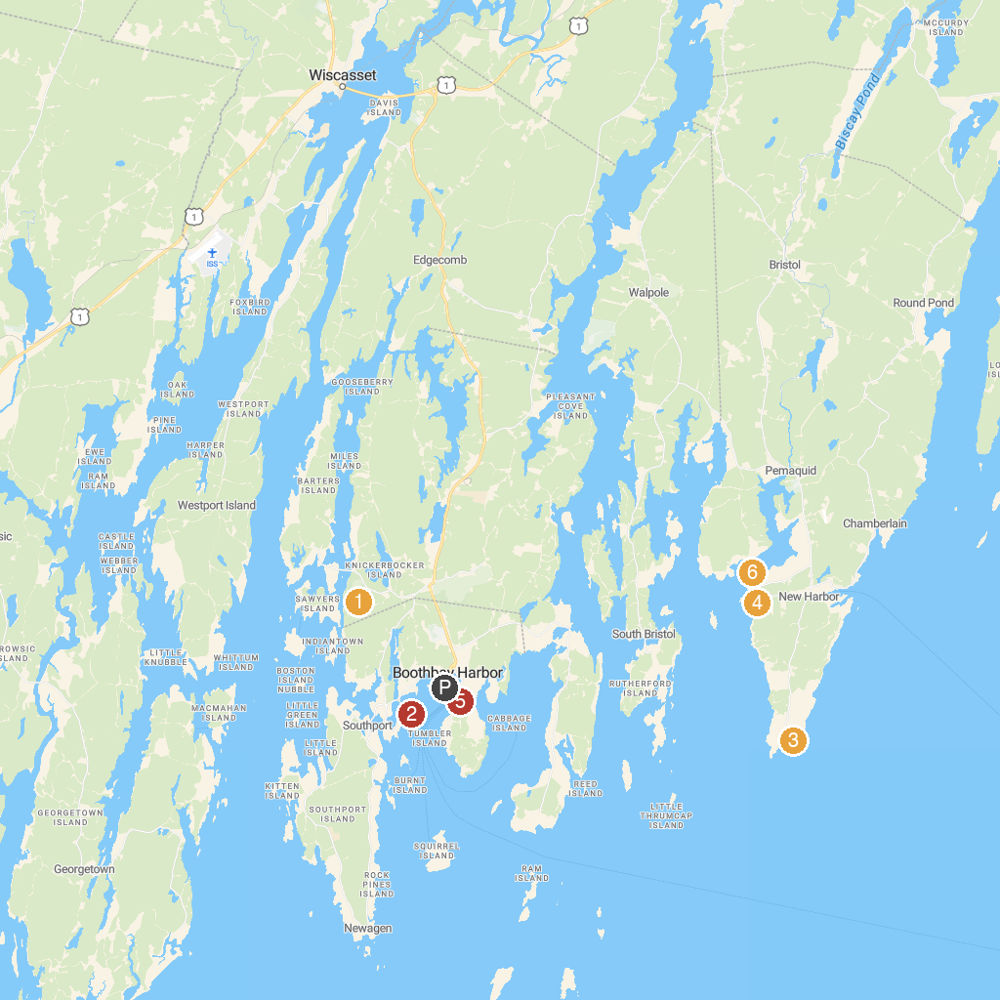 1
MCCURDY
ISLAND
Wiscasset
1
DAVIS
ISLAND
Biscay Pond
1
ISS
Edgecomb
Bristol
Walpole
FOXBIRD
ISLAND
Round Pond
1
OAK
ISLAND
GOOSEBERRY
ISLAND
WESTPORT
ISLAND
PLEASANT
COVE
ISLAND
PINE
ISLAND
HARPER
ISLAND
EWE
ISLAND
RAM
ISLAND
MILES
ISLAND
BARTERS
ISLAND
Pemaquid
Westport Island
Chamberlain
CASTLE
ISLAND
WEBBER
ISLAND
KNICKERBOCKER
ISLAND
6
1
SAWYERS
ISLAND
4
New Harbor
South Bristol
INDIANTOWN
ISLAND
LITTLE
KNUBBLE
WHITTUM
ISLAND
BOSTON
ISLAND
NUBBLE
Boothbay Harbor
P
5
RUTHERFORD
ISLAND
MACMAHAN
ISLAND
LITTLE
GREEN
ISLAND
2
Southport
CABBAGE
ISLAND
TUMBLER
ISLAND
3
LITTLE
ISLAND
KITTEN
ISLAND
BURNT
ISLAND
REED
ISLAND
GEORGETOWN
ISLAND
SOUTHPORT
ISLAND
LITTLE
THRUMCAP
ISLAND
SQUIRREL
ISLAND
Georgetown
RAM
ISLAND
ROCK
PINES
ISLAND
Newagen